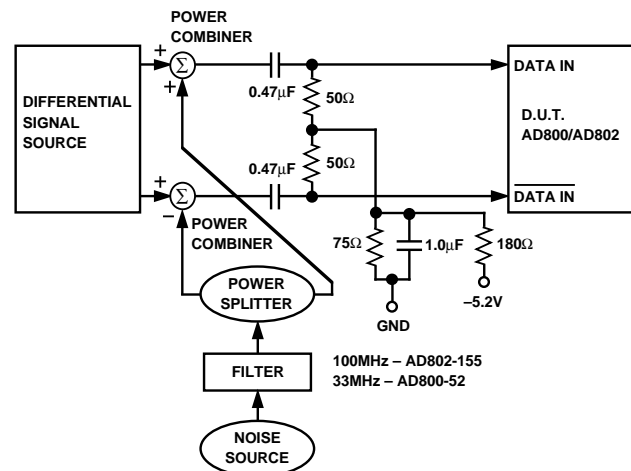 POWER
COMBINER
+
Σ
+
0.47μF
50Ω
DATA IN
DIFFERENTIAL
SIGNAL
SOURCE
D.U.T.
AD800/AD802
0.47μF
50Ω
+
Σ
–
DATA IN
POWER
COMBINER
75Ω
1.0μF
180Ω
POWER
SPLITTER
–5.2V
GND
FILTER
100MHz – AD802-155
33MHz – AD800-52
NOISE
SOURCE